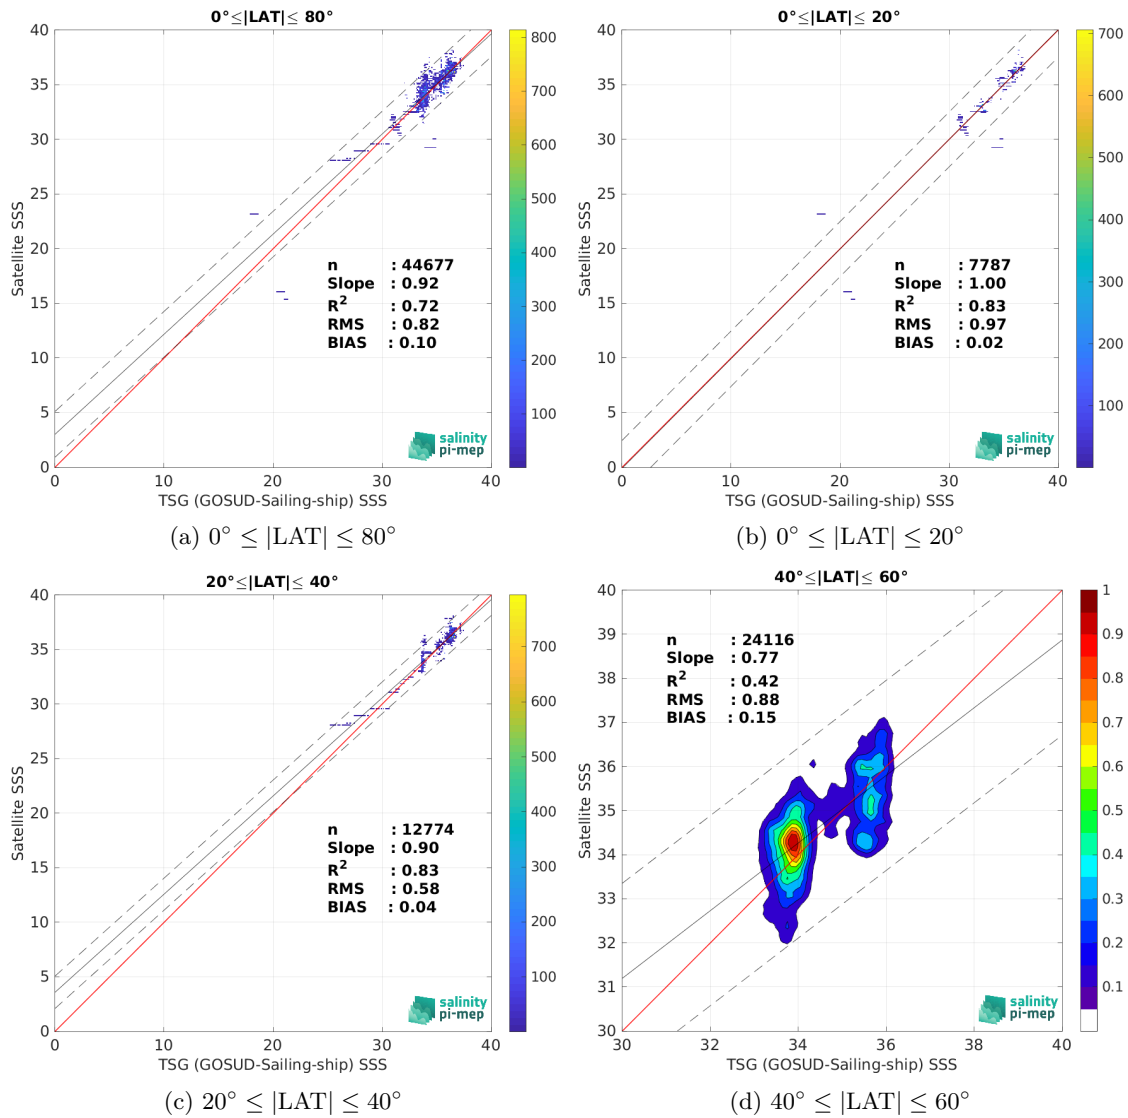 0°≤|LAT|≤ 80°
40
35
30
25
20
15
10
5
0
Satellite SSS
n : 44677
Slope : 0.92
R² : 0.72
RMS : 0.82
BIAS : 0.10
salinity
pi-mep
0 10 20 30 40
TSG (GOSUD-Sailing-ship) SSS
800
700
600
500
400
300
200
100
(a) 0° ≤ |LAT| ≤ 80°
0°≤|LAT|≤ 20°
40
35
30
25
20
15
10
5
0
Satellite SSS
n : 7787
Slope : 1.00
R² : 0.83
RMS : 0.97
BIAS : 0.02
salinity
pi-mep
0 10 20 30 40
TSG (GOSUD-Sailing-ship) SSS
700
600
500
400
300
200
100
(b) 0° ≤ |LAT| ≤ 20°
20°≤|LAT|≤ 40°
40
35
30
25
20
15
10
5
0
Satellite SSS
n : 12774
Slope : 0.90
R² : 0.83
RMS : 0.58
BIAS : 0.04
salinity
pi-mep
0 10 20 30 40
TSG (GOSUD-Sailing-ship) SSS
700
600
500
400
300
200
100
(c) 20° ≤ |LAT| ≤ 40°
40°≤|LAT|≤ 60°
40
39
38
37
36
35
34
33
32
31
30
Satellite SSS
n : 24116
Slope : 0.77
R² : 0.42
RMS : 0.88
BIAS : 0.15
salinity
pi-mep
30 32 34 36 38 40
TSG (GOSUD-Sailing-ship) SSS
1
0.9
0.8
0.7
0.6
0.5
0.4
0.3
0.2
0.1
(d) 40° ≤ |LAT| ≤ 60°